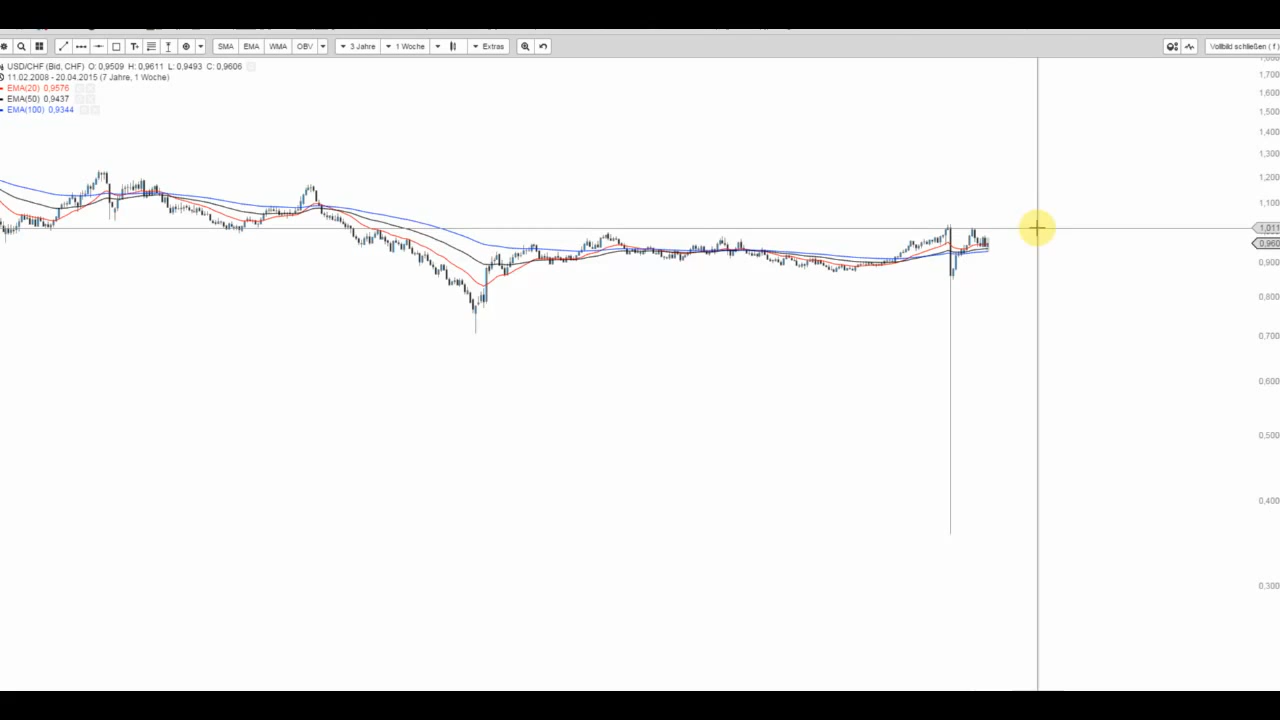 T
SMA EMA WMA OBV 3 Jahre 1 Woche Extras Vollbild schließen ( f )
USD/CHF (Bid, CHF) O: 0,9509 H: 0,9611 L: 0,9493 C: 0,9606
11.02.2008 - 20.04.2015 (7 Jahre, 1 Woche)
EMA(20) 0,9576
EMA(50) 0,9437
EMA(100) 0,9344
1,700
1,600
1,500
1,400
1,300
1,200
1,100
1,011
0,960
0,900
0,800
0,700
0,600
0,500
0,400
0,300